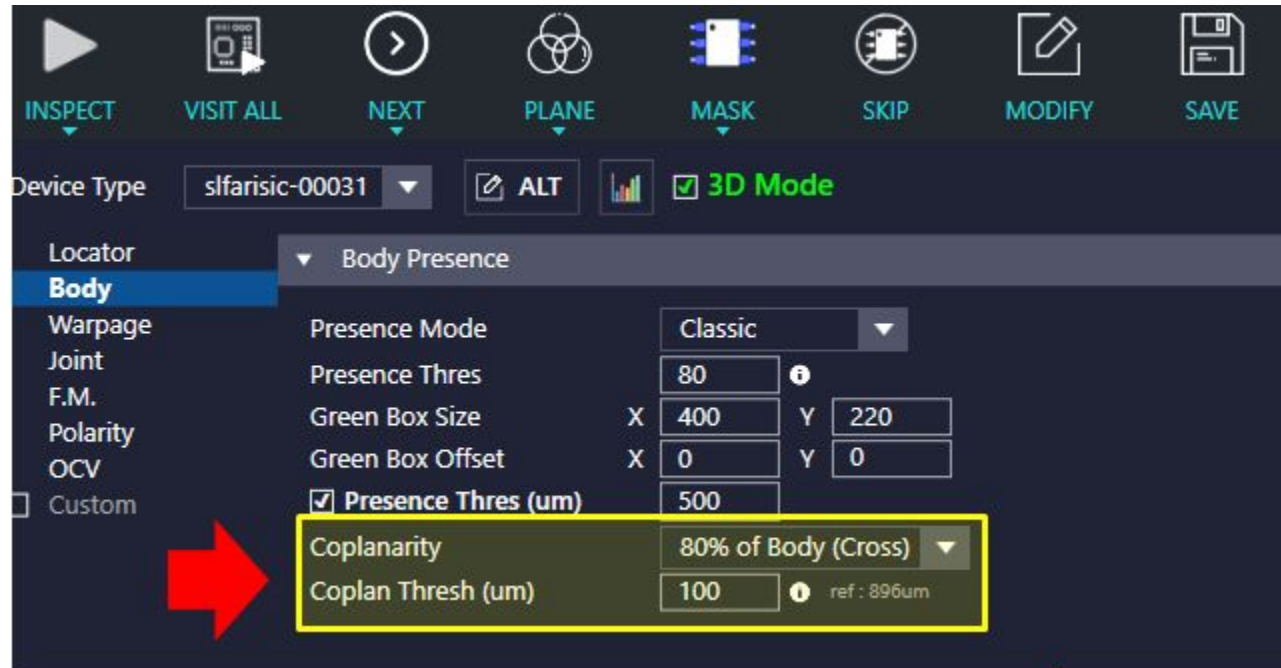 INSPECT VISIT ALL NEXT PLANE MASK SKIP MODIFY SAVE
Device Type slfarisic-00031 ALT 3D Mode
Locator
Body
Warpage
Joint
F.M.
Polarity
OCV
Custom
Body Presence
Presence Mode Classic
Presence Thres 80
Green Box Size X 400 Y 220
Green Box Offset X 0 Y 0
Presence Thres (um) 500
Coplanarity 80% of Body (Cross)
Coplan Thresh (um) 100 ref : 896um